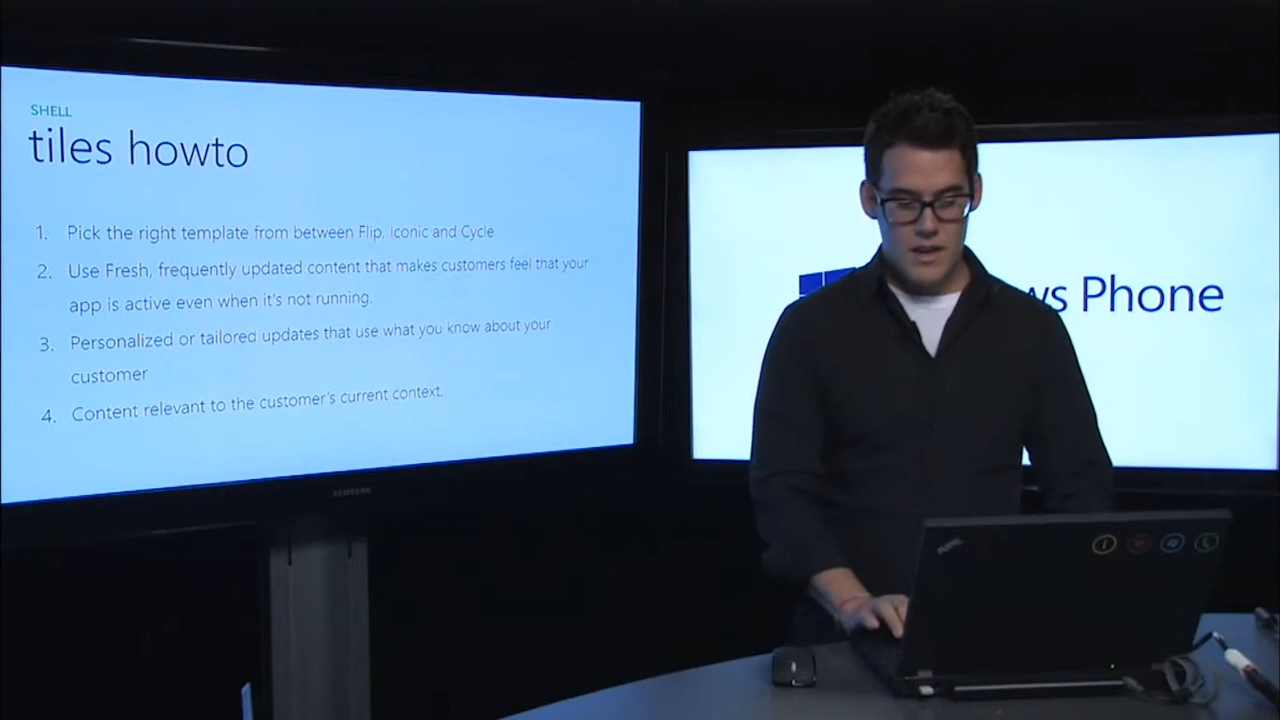 SHELL
tiles howto
1. Pick the right template from between Flip, Iconic and Cycle
2. Use Fresh, frequently updated content that makes customers feel that your
app is active even when it's not running.
3. Personalized or tailored updates that use what you know about your
customer
4. Content relevant to the customer's current context.
SAMSUNG
ws Phone